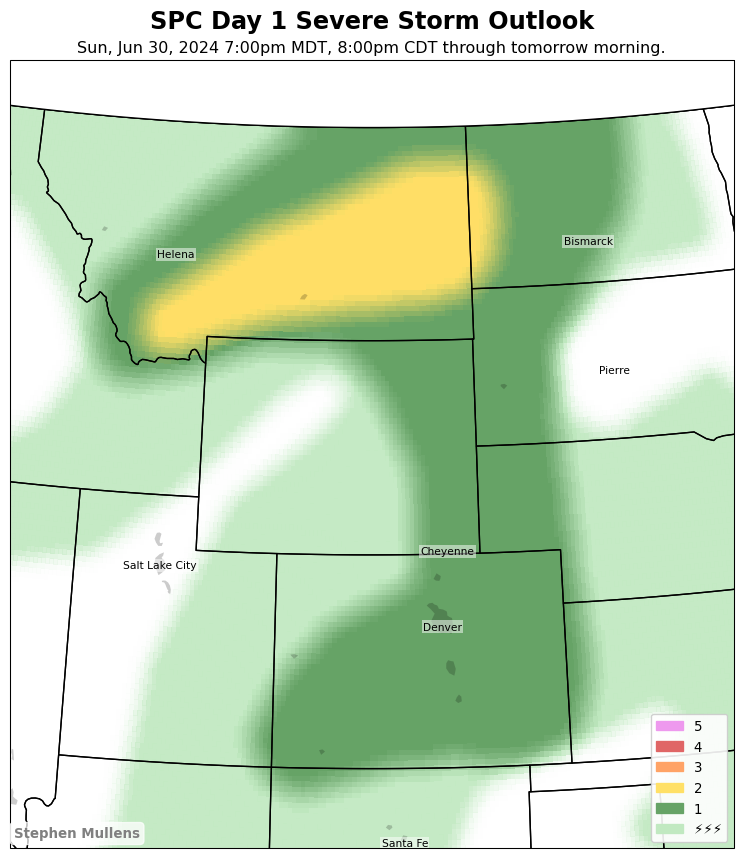 SPC Day 1 Severe Storm Outlook
Sun, Jun 30, 2024 7:00pm MDT, 8:00pm CDT through tomorrow morning.
Helena
Bismarck
Pierre
Cheyenne
Salt Lake City
Denver
5
4
3
2
1
⚡⚡⚡
Stephen Mullens
Santa Fe